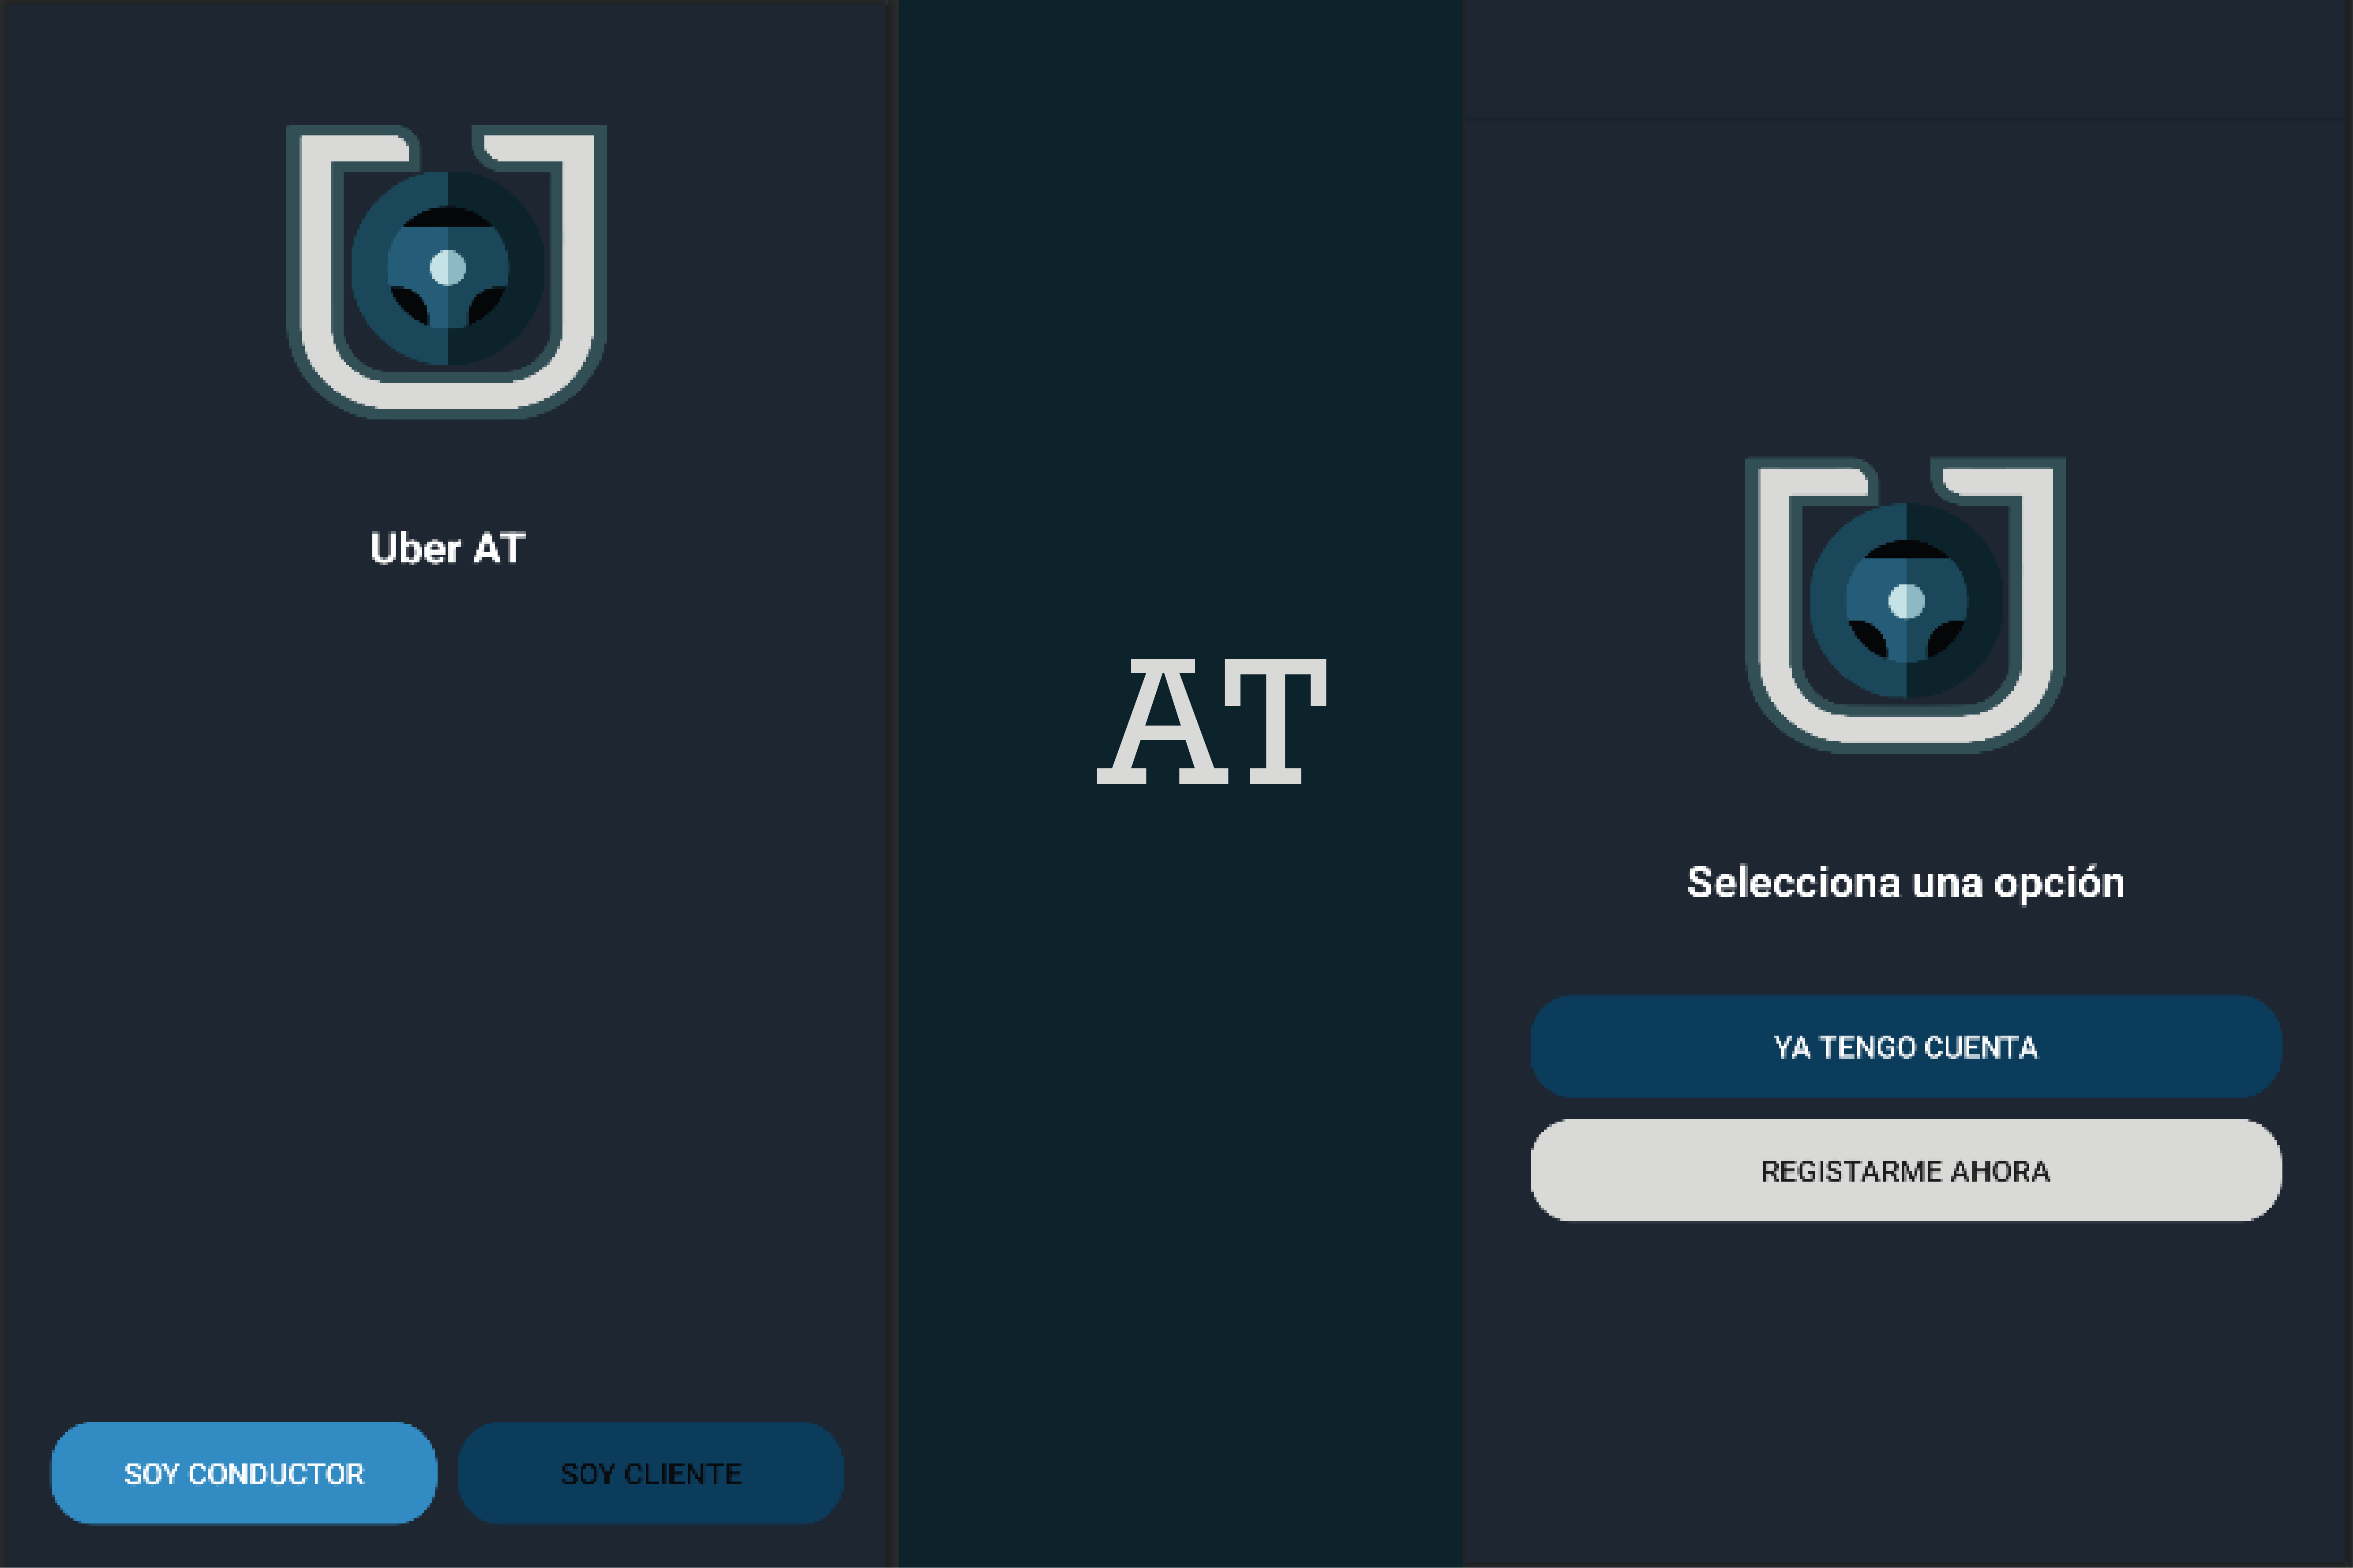 Uber AT
SOY CONDUCTOR
SOY CLIENTE
AT
Selecciona una opción
YA TENGO CUENTA
REGISTARME AHORA